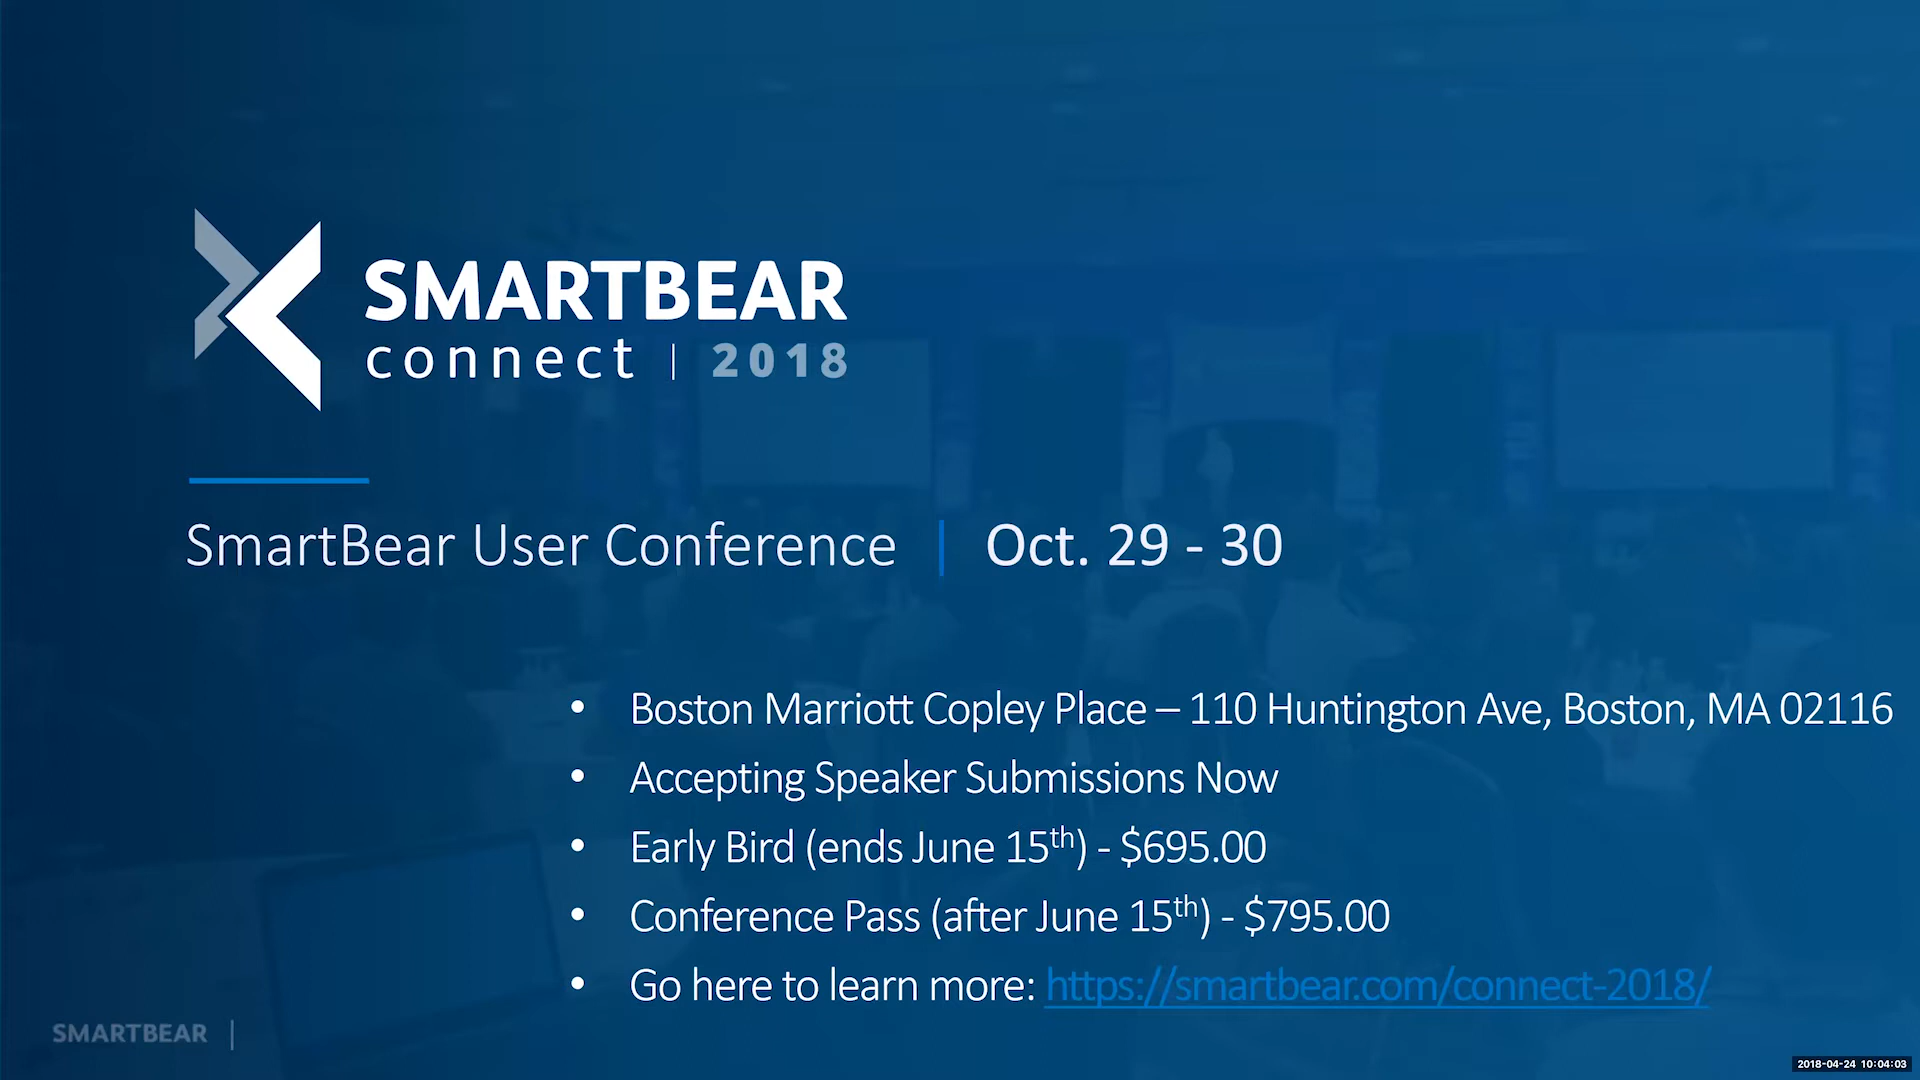 SMARTBEAR
connect | 2018
SmartBear User Conference | Oct. 29 - 30
• Boston Marriott Copley Place – 110 Huntington Ave, Boston, MA 02116
• Accepting Speaker Submissions Now
• Early Bird (ends June 15th) - $695.00
• Conference Pass (after June 15th) - $795.00
• Go here to learn more: https://smartbear.com/connect-2018/
SMARTBEAR |
2018-04-24 10:04:03